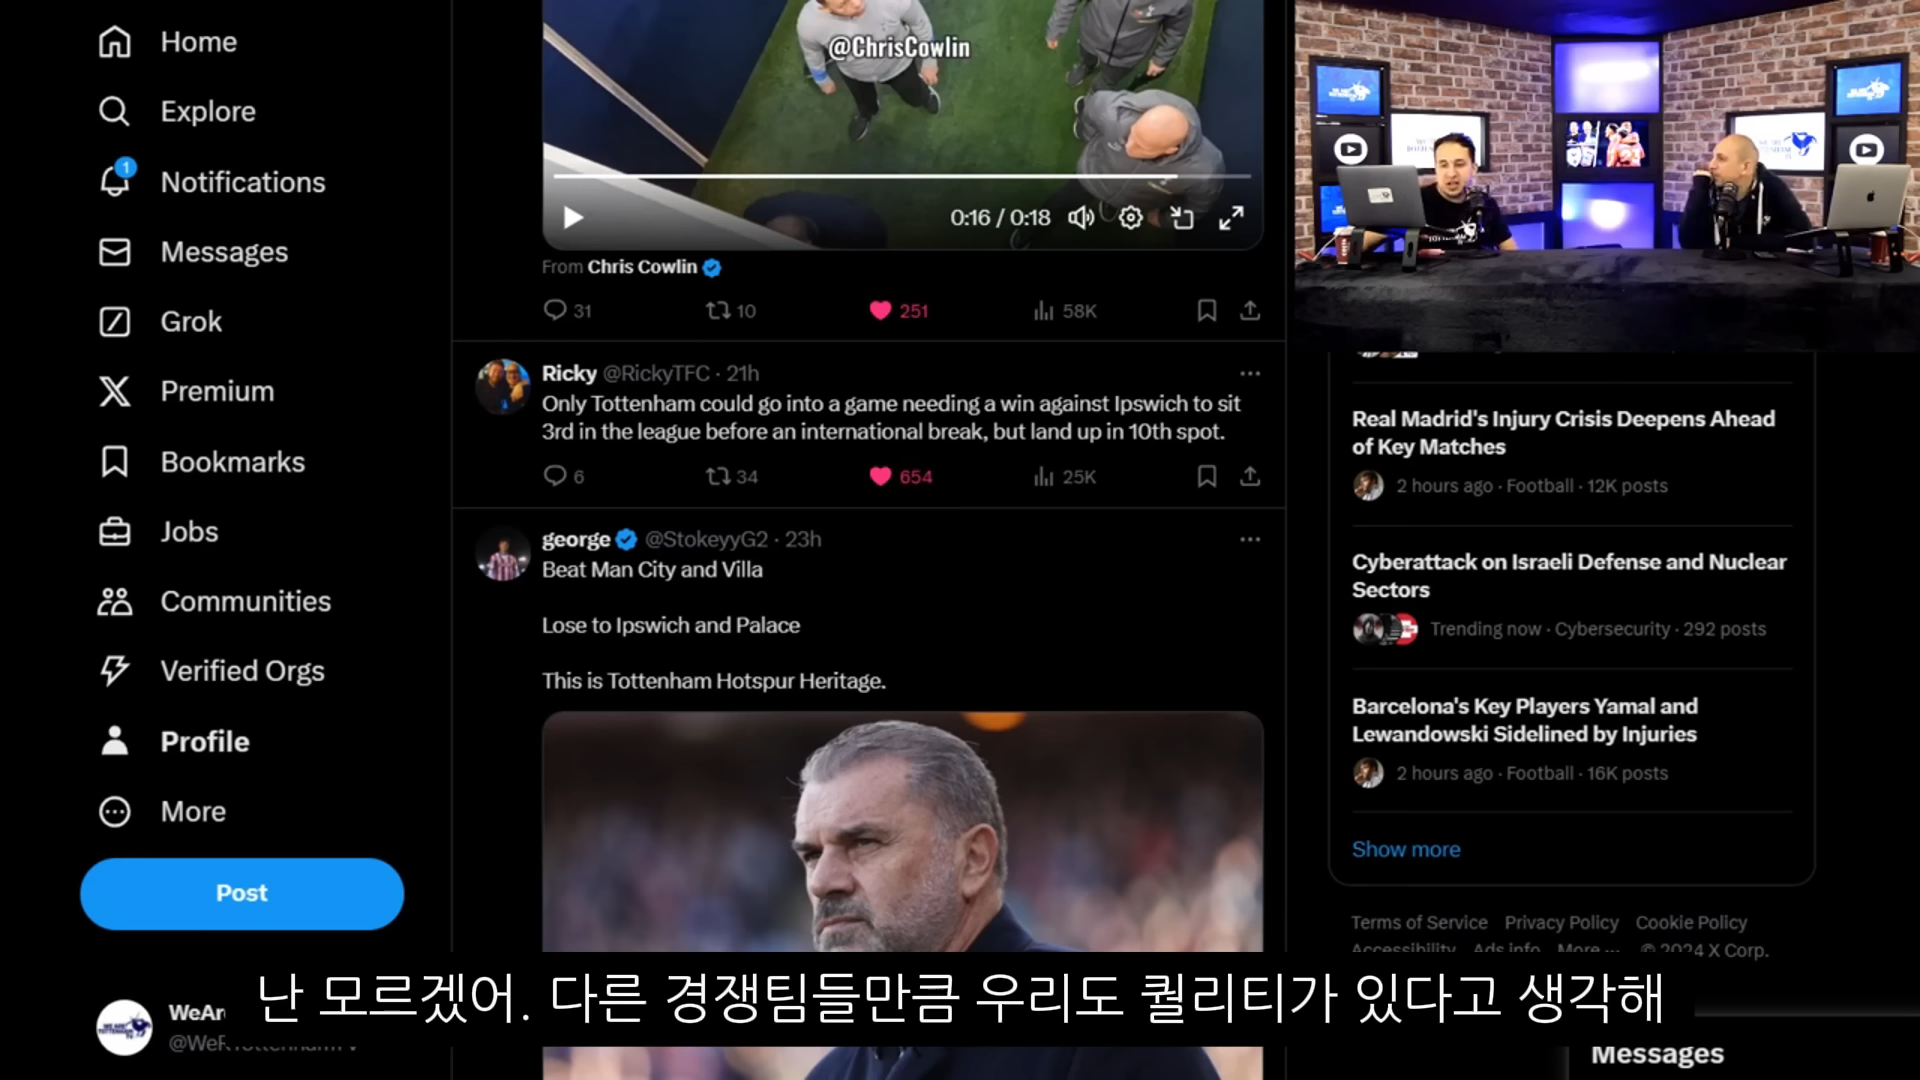 Home
Explore
1
Notifications
Messages
Grok
Premium
Bookmarks
Jobs
Communities
Verified Orgs
Profile
More
Post
WeAr
@ChrisCowlin
0:16 / 0:18
From Chris Cowlin
31 10 251 58K
Ricky @RickyTFC · 21h
Only Tottenham could go into a game needing a win against Ipswich to sit
3rd in the league before an international break, but land up in 10th spot.
6 34 654 25K
george @StokeyyG2 · 23h
Beat Man City and Villa
Lose to Ipswich and Palace
This is Tottenham Hotspur Heritage.
Real Madrid's Injury Crisis Deepens Ahead
of Key Matches
2 hours ago · Football · 12K posts
Cyberattack on Israeli Defense and Nuclear
Sectors
Trending now · Cybersecurity · 292 posts
Barcelona's Key Players Yamal and
Lewandowski Sidelined by Injuries
2 hours ago · Football · 16K posts
Show more
Terms of Service Privacy Policy Cookie Policy
Accessibility Ads info More ... © 2024 X Corp.
난 모르겠어. 다른 경쟁팀들만큼 우리도 퀄리티가 있다고 생각해
Messages